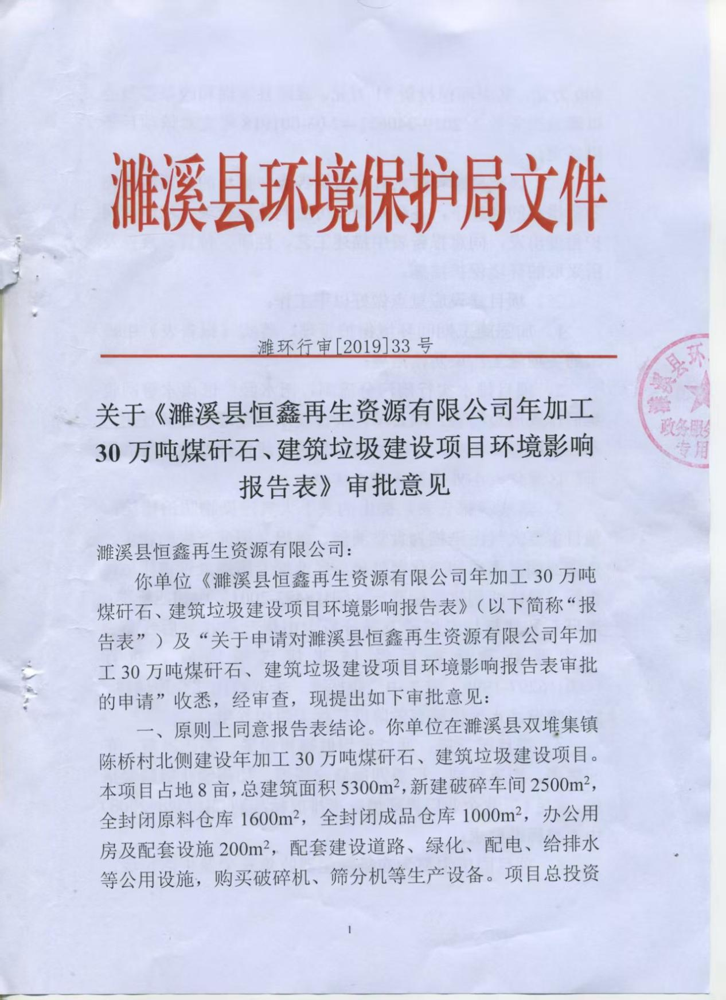 濉溪县环境保护局文件
濉环行审[2019]33 号
关于《濉溪县恒鑫再生资源有限公司年加工
30 万吨煤矸石、建筑垃圾建设项目环境影响
报告表》审批意见
濉溪县恒鑫再生资源有限公司：
你单位《濉溪县恒鑫再生资源有限公司年加工 30 万吨
煤矸石、建筑垃圾建设项目环境影响报告表》（以下简称“报
告表”）及“关于申请对濉溪县恒鑫再生资源有限公司年加
工 30 万吨煤矸石、建筑垃圾建设项目环境影响报告表审批
的申请”收悉，经审查，现提出如下审批意见：
一、原则上同意报告表结论。你单位在濉溪县双堆集镇
陈桥村北侧建设年加工 30 万吨煤矸石、建筑垃圾建设项目。
本项目占地 8 亩，总建筑面积 5300m²，新建破碎车间 2500m²，
全封闭原料仓库 1600m²，全封闭成品仓库 1000m²，办公用
房及配套设施 200m²，配套建设道路、绿化、配电、给排水
等公用设施，购买破碎机、筛分机等生产设备。项目总投资
1
濉溪县环
政务服务
专用